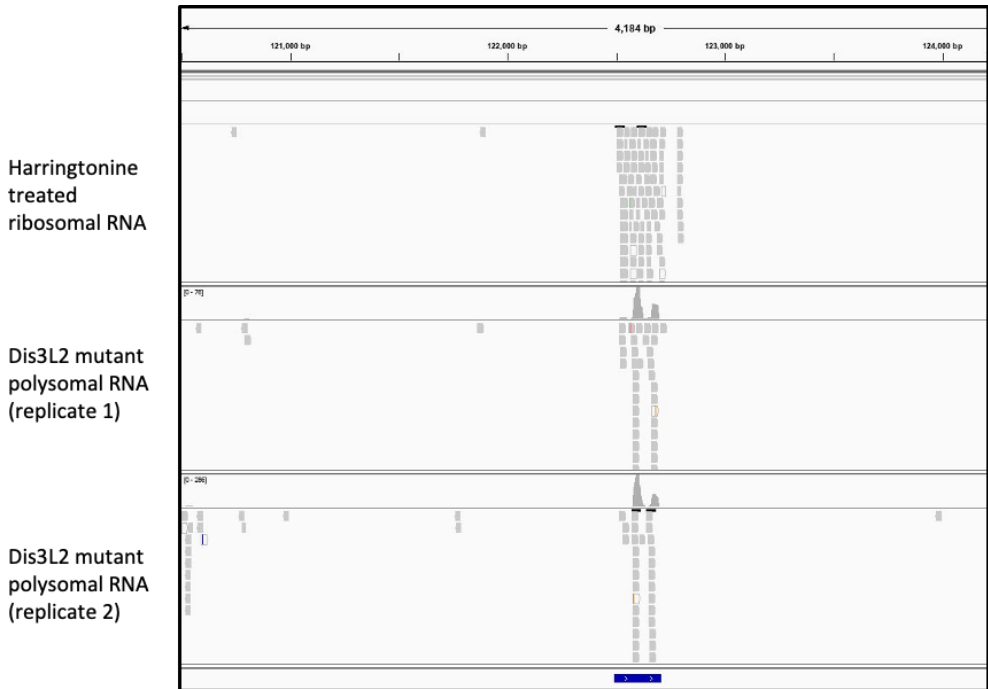 4,184 bp
121,000 bp 122,000 bp 123,000 bp 124,000 bp
Harringtonine
treated
ribosomal RNA
[0 - 76]
Dis3L2 mutant
polysomal RNA
(replicate 1)
[0 - 286]
Dis3L2 mutant
polysomal RNA
(replicate 2)